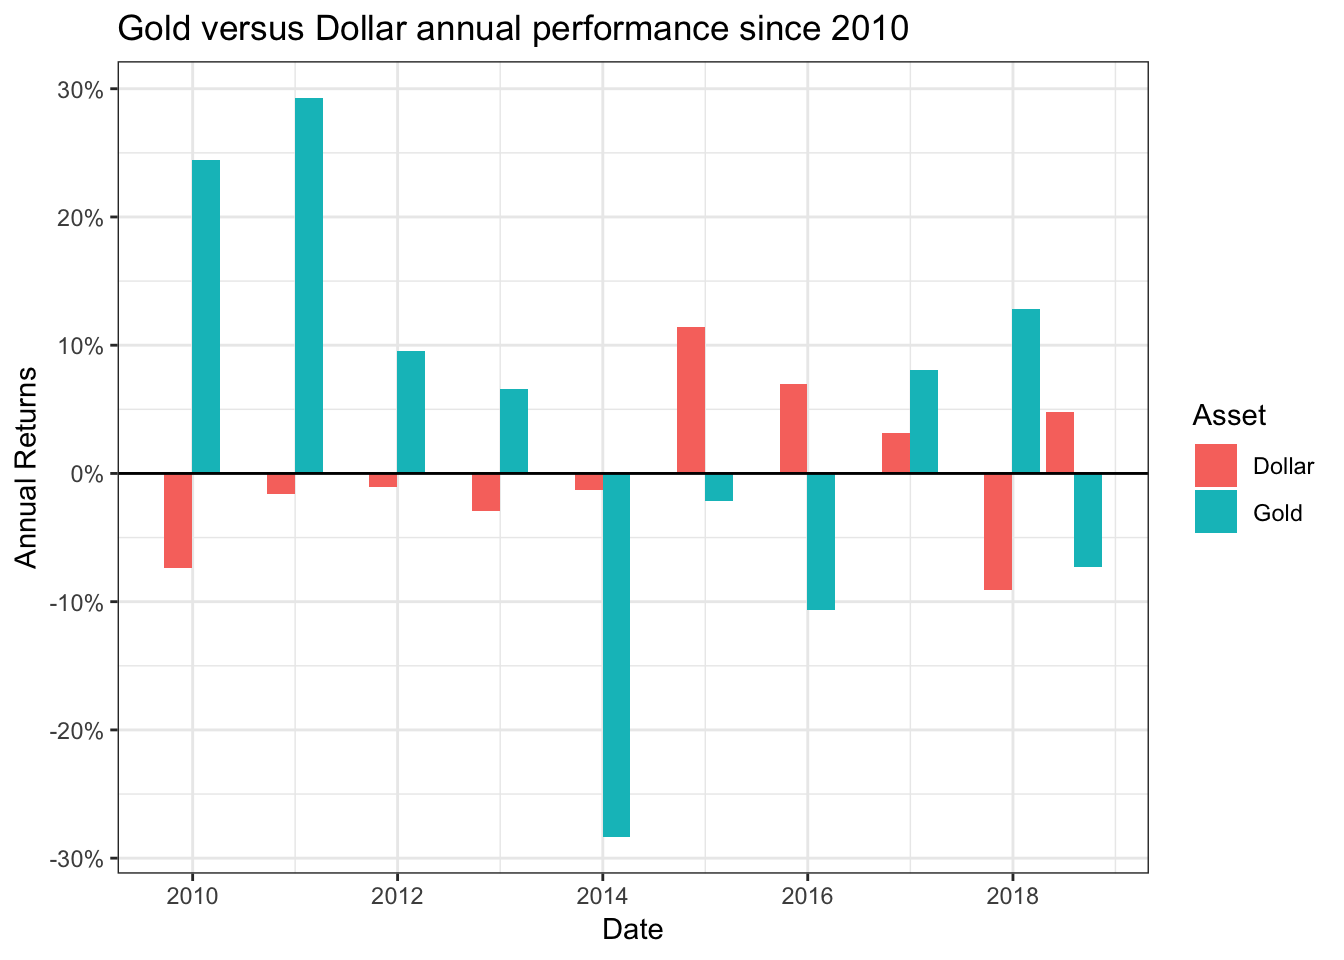 Gold versus Dollar annual performance since 2010
30%
20%
10%
0%
-10%
-20%
-30%
Annual Returns
2010 2012 2014 2016 2018
Date
Asset
Dollar
Gold